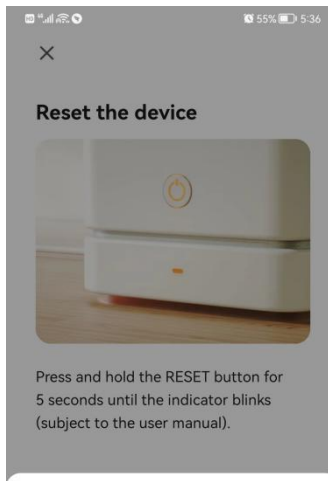 55% 5:36
Reset the device
Press and hold the RESET button for
5 seconds until the indicator blinks
(subject to the user manual).